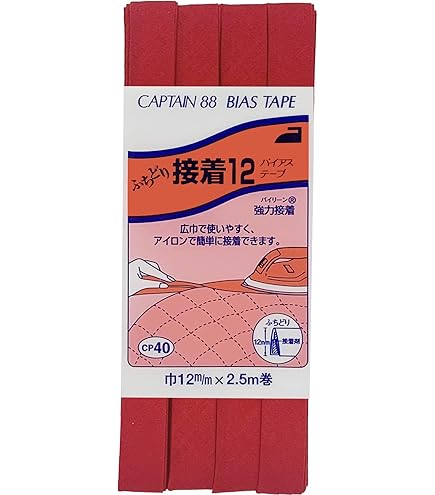 CAPTAIN 88 BIAS TAPE
ふちどり 接着12 バイアス
テープ
バイリーン®
強力接着
広巾で使いやすく、
アイロンで簡単に接着できます。
ふちどり
12mm 接着剤
CP40
巾12m/m×2.5m巻